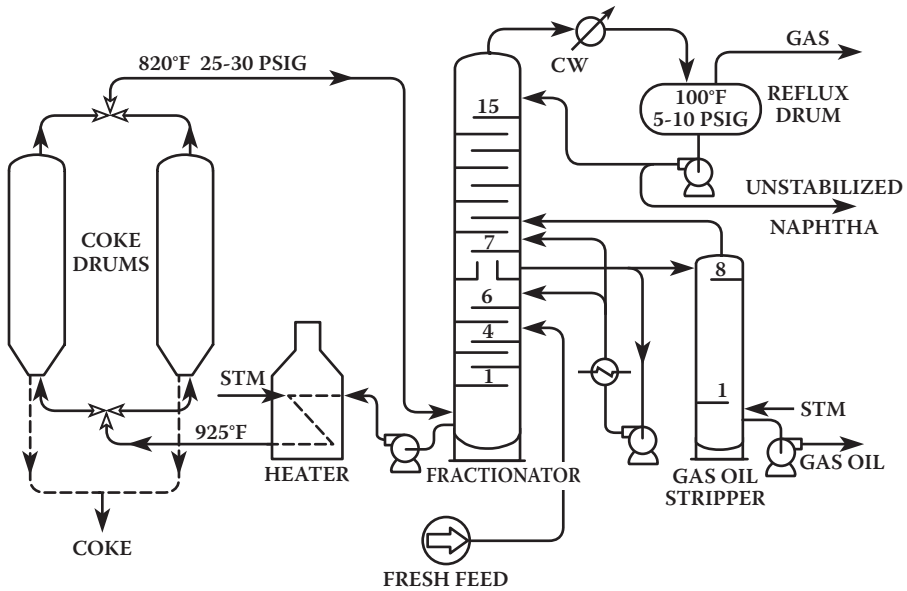 820°F 25-30 PSIG
GAS
CW
100°F
5-10 PSIG
REFLUX
DRUM
15
UNSTABILIZED
NAPHTHA
COKE
DRUMS
7
8
6
4
STM
1
1
STM
925°F
HEATER
FRACTIONATOR
GAS OIL
GAS OIL
STRIPPER
COKE
FRESH FEED